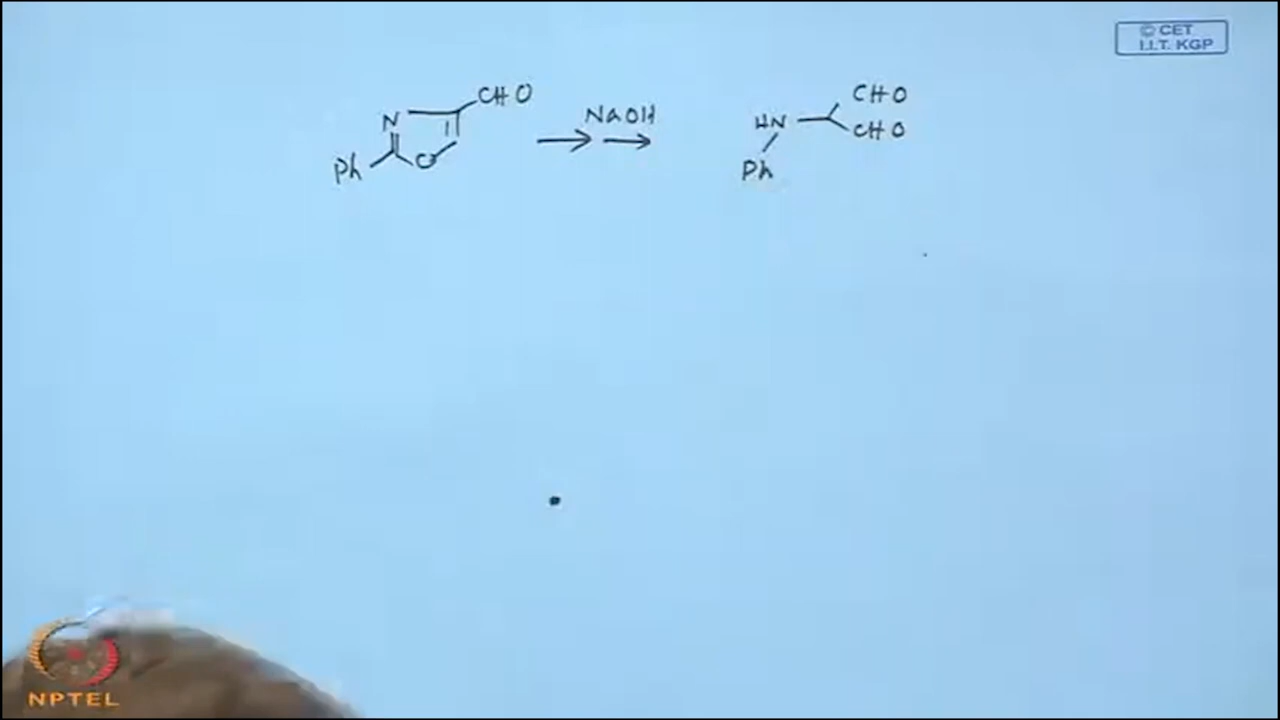 © CET
I.I.T. KGP
CHO
N
Ph
O
NaOH
HN
CHO
CHO
Ph
NPTEL